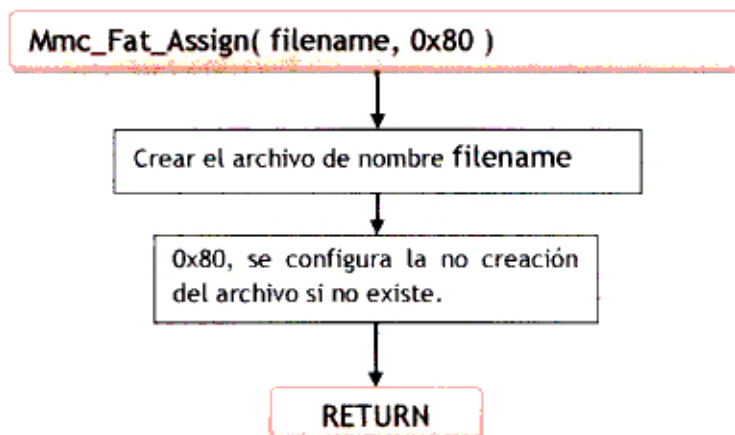 Mmc_Fat_Assign( filename, 0x80 )
Crear el archivo de nombre filename
0x80, se configura la no creación
del archivo si no existe.
RETURN